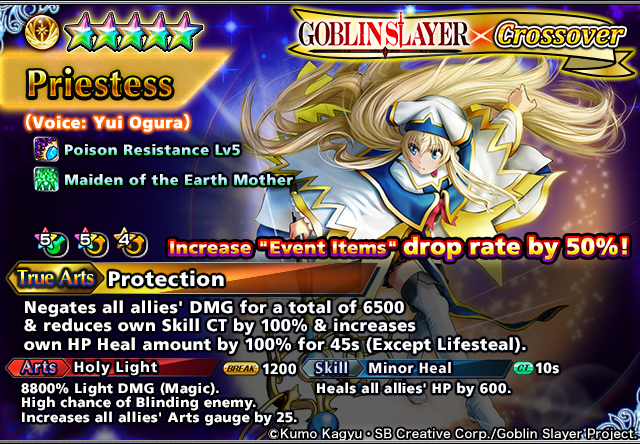 GOBLIN SLAYER × Crossover
Priestess
(Voice: Yui Ogura)
Poison Resistance Lv5
Maiden of the Earth Mother
5 5 4
Increase "Event Items" drop rate by 50%!
True Arts Protection
Negates all allies' DMG for a total of 6500
& reduces own Skill CT by 100% & increases
own HP Heal amount by 100% for 45s (Except Lifesteal).
Arts Holy Light BREAK 1200 Skill Minor Heal CT 10s
8800% Light DMG (Magic).
High chance of Blinding enemy.
Increases all allies' Arts gauge by 25.
Heals all allies' HP by 600.
©Kumo Kagyu • SB Creative Corp./Goblin Slayer Project.